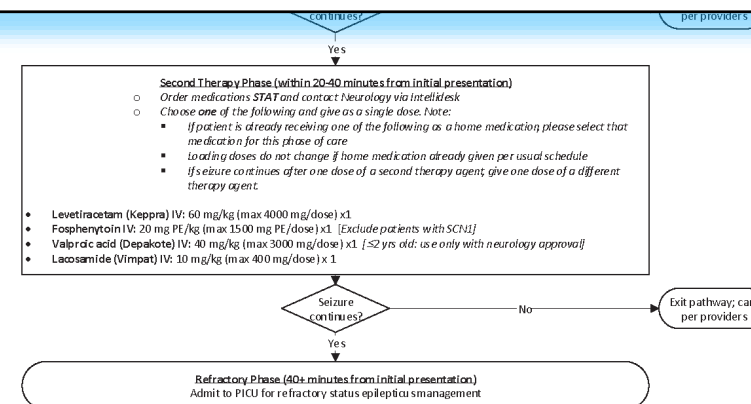 continues?
per providers
Yes
Second Therapy Phase (within 20-40 minutes from initial presentation)
o Order medications STAT and contact Neurology via Intellidesk
o Choose one of the following and give as a single dose. Note:
▪ If patient is already receiving one of the following as a home medication, please select that
medication for this phase of care
▪ Loading doses do not change if home medication already given per usual schedule
▪ If seizure continues after one dose of a second therapy agent, give one dose of a different
therapy agent.
• Levetiracetam (Keppra) IV: 60 mg/kg (max 4000 mg/dose) x1
• Fosphenytoin IV: 20 mg PE/kg (max 1500 mg PE/dose) x1 [Exclude patients with SCN1]
• Valproic acid (Depakote) IV: 40 mg/kg (max 3000 mg/dose) x1 [≤2 yrs old: use only with neurology approval]
• Lacosamide (Vimpat) IV: 10 mg/kg (max 400 mg/dose) x 1
Seizure
continues?
No
Exit pathway; car
per providers
Yes
Refractory Phase (40+ minutes from initial presentation)
Admit to PICU for refractory status epilepticus management